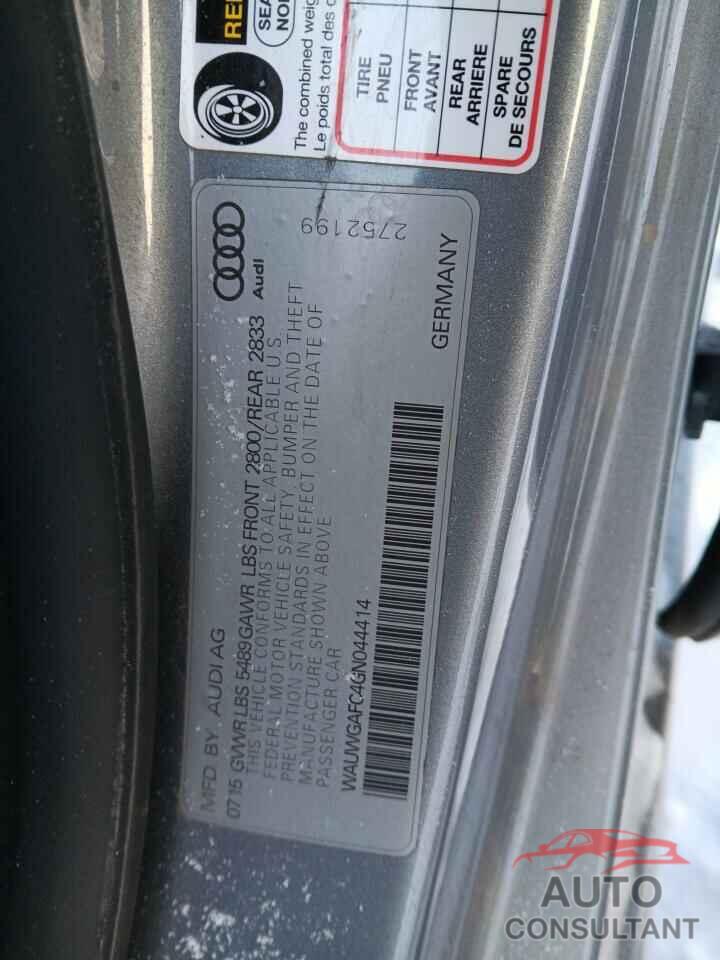 SEA
The combined weig
Le poids total des c
TIRE
PNEU
FRONT
AVANT
REAR
ARRIERE
SPARE
DE SECOURS
MFD. BY AUDI AG
07 15 GVWR LBS 5489 GAWR LBS FRONT 2800/REAR 2833
THIS VEHICLE CONFORMS TO ALL APPLICABLE U.S.
FEDERAL MOTOR VEHICLE SAFETY, BUMPER AND THEFT
PREVENTION STANDARDS IN EFFECT ON THE DATE OF
MANUFACTURE SHOWN ABOVE
PASSENGER CAR
WAUWGAFC4GN044414
Audi
2752199
GERMANY
AUTO
CONSULTANT